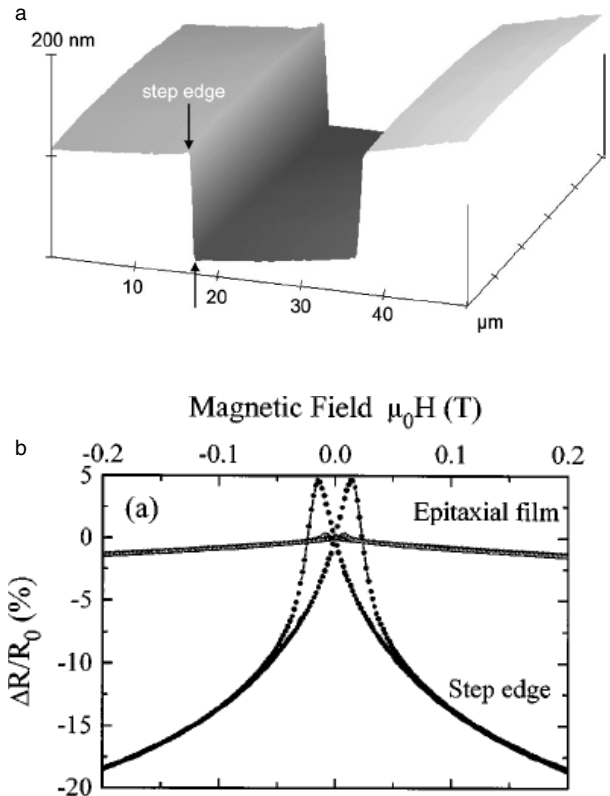 a
200 nm
step edge
10
20
30
40
µm
Magnetic Field µ₀H (T)
b
-0.2 -0.1 0.0 0.1 0.2
5
(a)
Epitaxial film
0
-5
ΔR/R₀ (%)
-10
Step edge
-15
-20